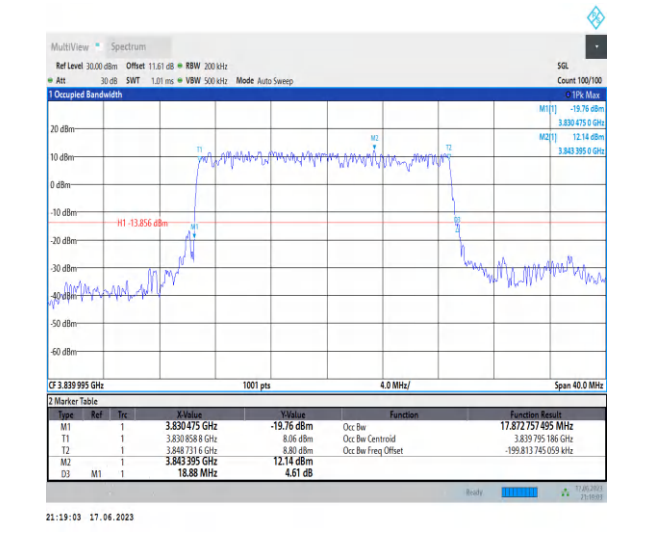 MultiView Spectrum
Ref Level 30.00 dBm Offset 11.61 dB RBW 200 kHz SGL
Att 30 dB SWT 1.01 ms VBW 500 kHz Mode Auto Sweep Count 100/100
1 Occupied Bandwidth 1Pk Max
M1[1] -19.76 dBm
3.830 475 0 GHz
M2[1] 12.14 dBm
3.843 395 0 GHz
20 dBm
M2
T1 T2
10 dBm
0 dBm
-10 dBm
H1 -13.856 dBm
M1
-20 dBm
-30 dBm
-40 dBm
-50 dBm
-60 dBm
CF 3.839 995 GHz 1001 pts 4.0 MHz/ Span 40.0 MHz
2 Marker Table
Type Ref Trc X-Value Y-Value Function Function Result
M1 1 3.830475 GHz -19.76 dBm Occ Bw 17.872 757 495 MHz
T1 1 3.830 858 8 GHz 8.06 dBm Occ Bw Centroid 3.839 795 186 GHz
T2 1 3.848 731 6 GHz 8.80 dBm Occ Bw Freq Offset -199.813 745 059 kHz
M2 1 3.843395 GHz 12.14 dBm
D3 M1 1 18.88 MHz 4.61 dB
Ready 17.06.2023
21:19:03
21:19:03 17.06.2023